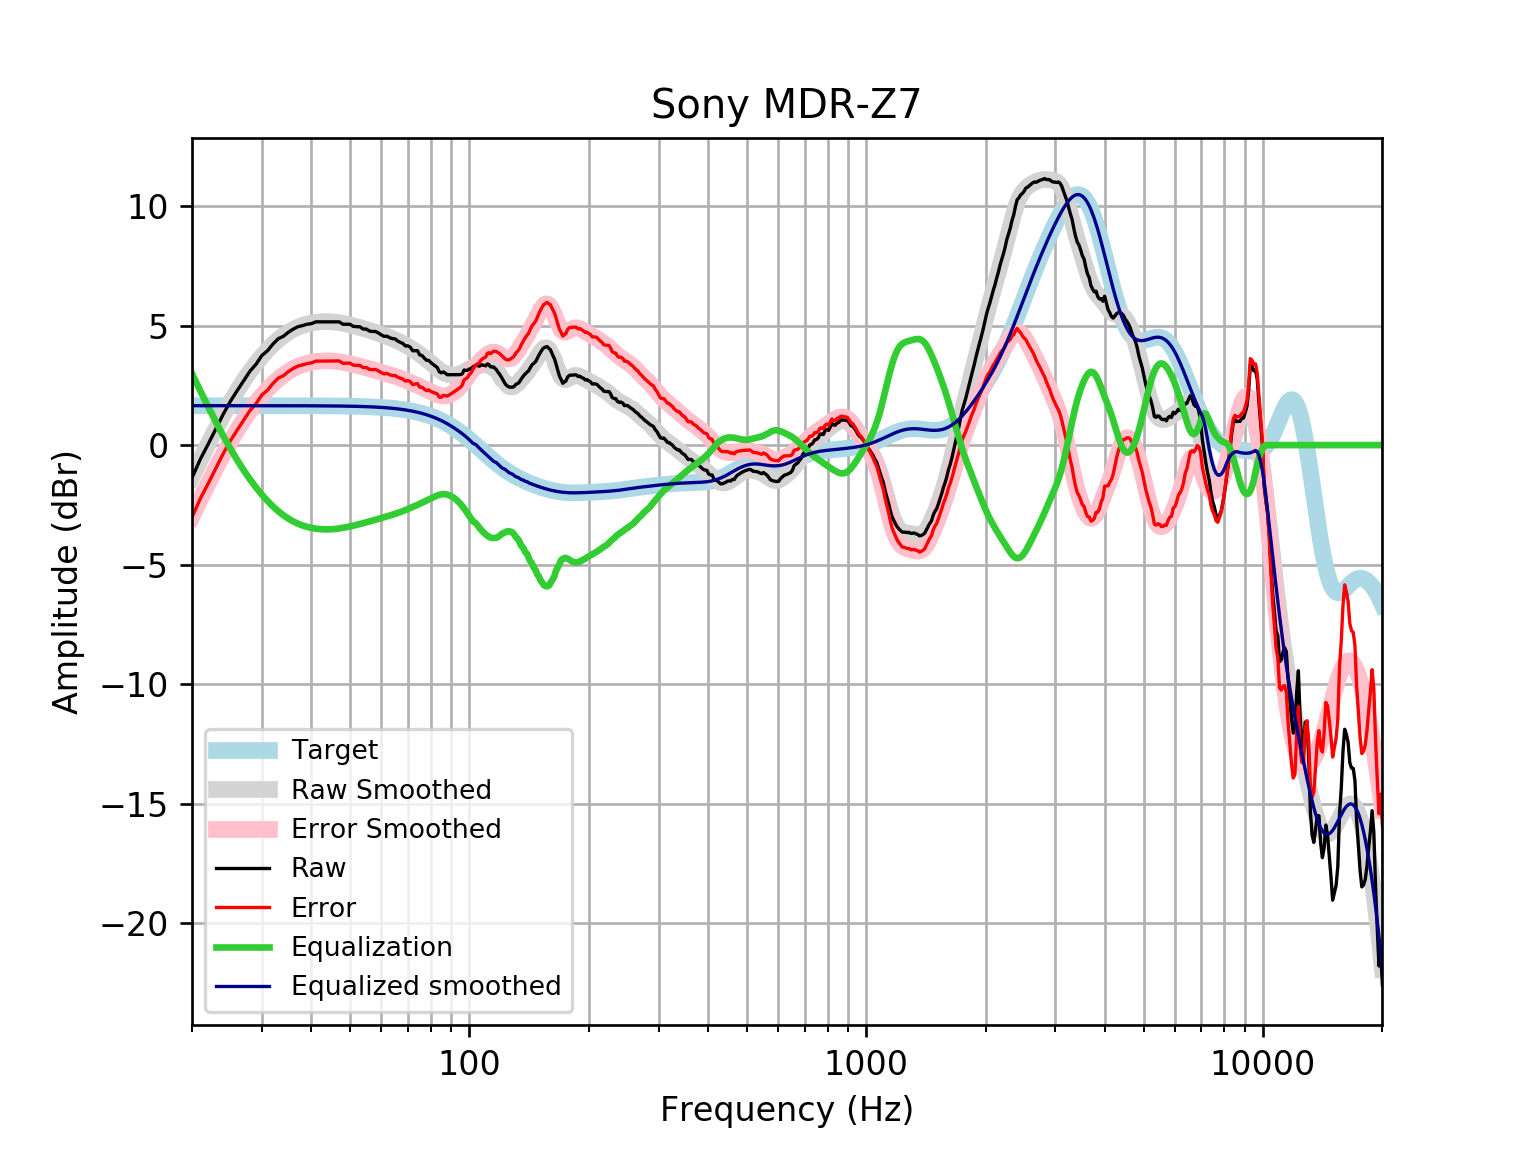 Sony MDR-Z7
Amplitude (dBr)
10
5
0
−5
−10
−15
−20
Target
Raw Smoothed
Error Smoothed
Raw
Error
Equalization
Equalized smoothed
100
1000
10000
Frequency (Hz)